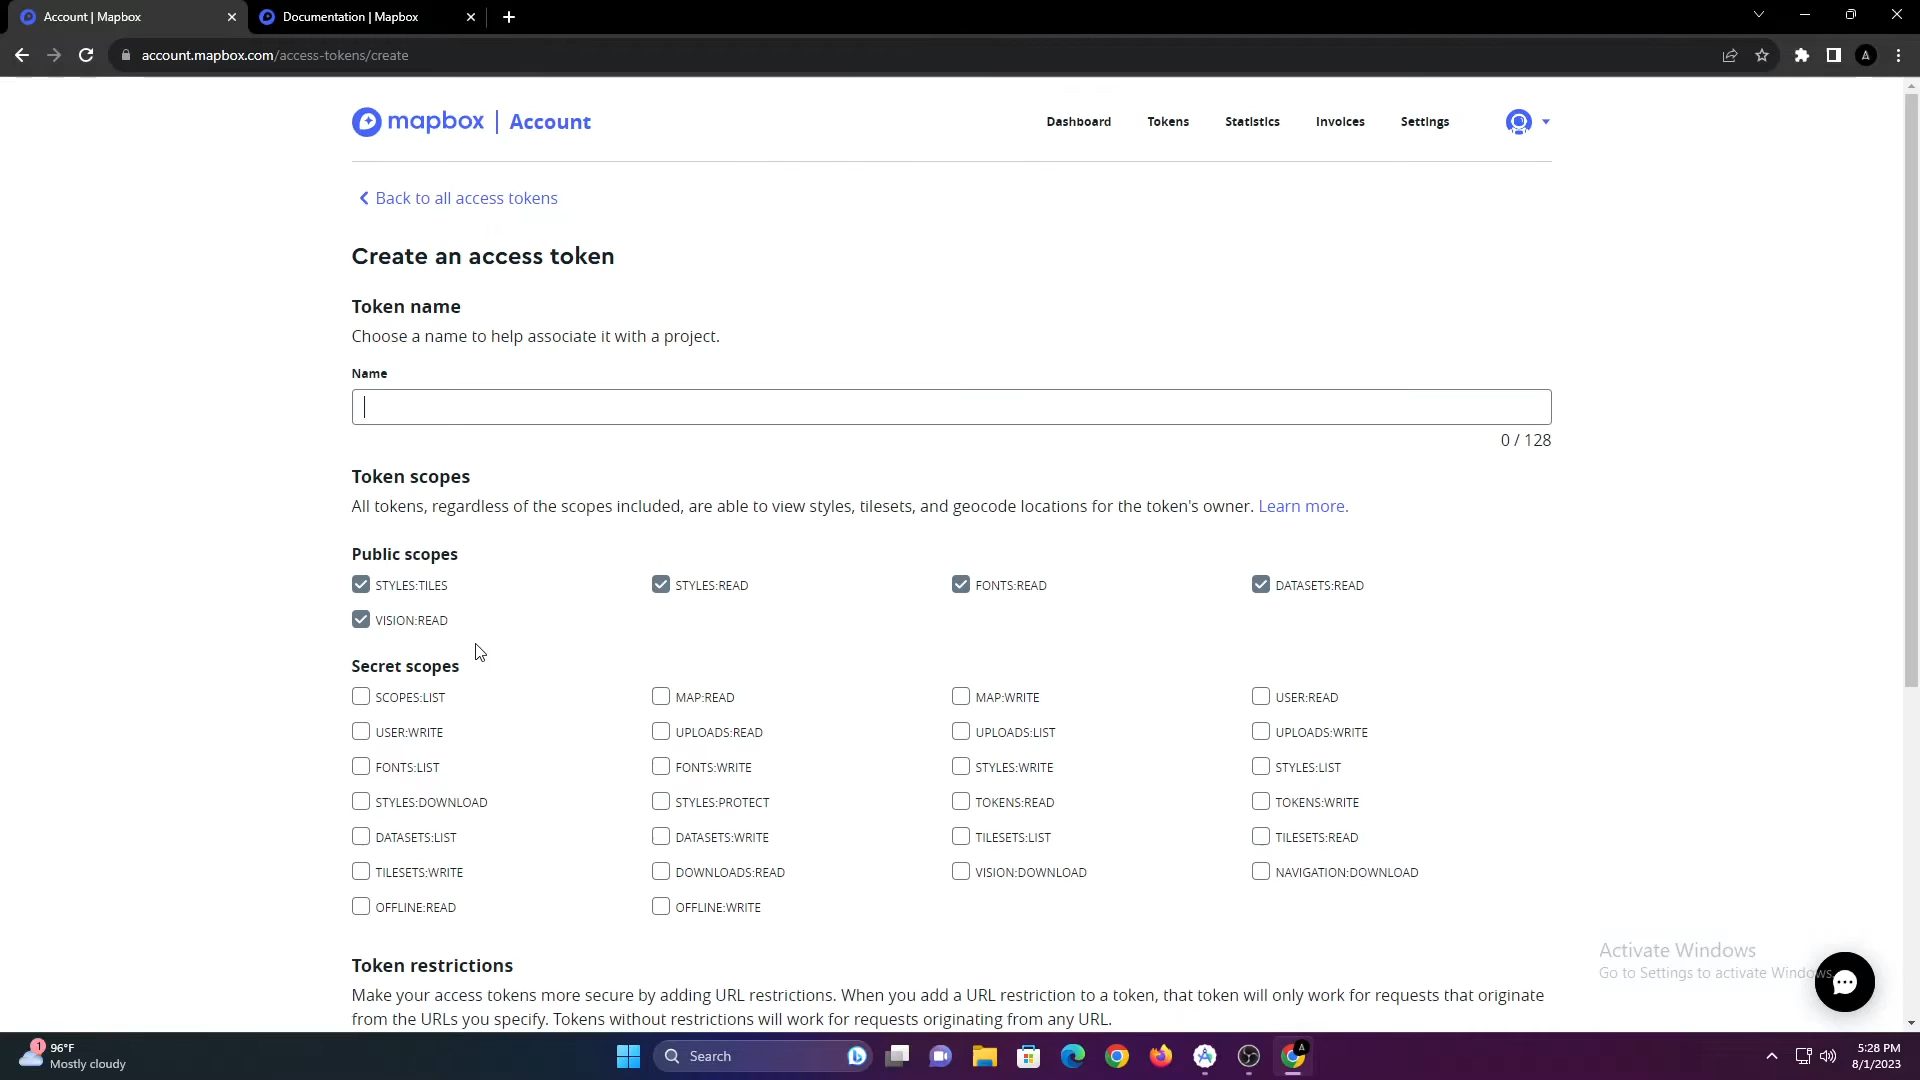 Account | Mapbox
Documentation | Mapbox
account.mapbox.com/access-tokens/create
A
mapbox | Account
Dashboard
Tokens
Statistics
Invoices
Settings
Back to all access tokens
Create an access token
Token name
Choose a name to help associate it with a project.
Name
0 / 128
Token scopes
All tokens, regardless of the scopes included, are able to view styles, tilesets, and geocode locations for the token's owner. Learn more.
Public scopes
STYLES:TILES STYLES:READ FONTS:READ DATASETS:READ
VISION:READ
Secret scopes
SCOPES:LIST MAP:READ MAP:WRITE USER:READ
USER:WRITE UPLOADS:READ UPLOADS:LIST UPLOADS:WRITE
FONTS:LIST FONTS:WRITE STYLES:WRITE STYLES:LIST
STYLES:DOWNLOAD STYLES:PROTECT TOKENS:READ TOKENS:WRITE
DATASETS:LIST DATASETS:WRITE TILESETS:LIST TILESETS:READ
TILESETS:WRITE DOWNLOADS:READ VISION:DOWNLOAD NAVIGATION:DOWNLOAD
OFFLINE:READ OFFLINE:WRITE
Token restrictions
Make your access tokens more secure by adding URL restrictions. When you add a URL restriction to a token, that token will only work for requests that originate
from the URLs you specify. Tokens without restrictions will work for requests originating from any URL.
Activate Windows
Go to Settings to activate Windows.
1
96°F
Mostly cloudy
Search
A
5:28 PM
8/1/2023